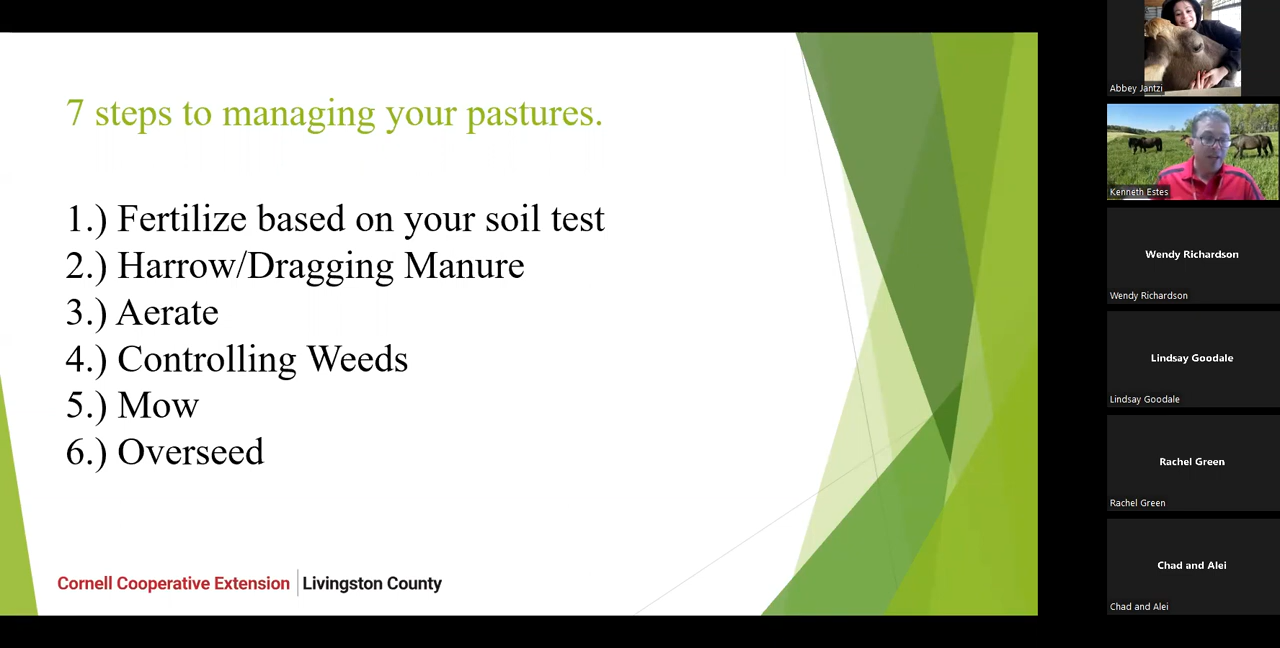 7 steps to managing your pastures.
1.) Fertilize based on your soil test
2.) Harrow/Dragging Manure
3.) Aerate
4.) Controlling Weeds
5.) Mow
6.) Overseed
Cornell Cooperative Extension | Livingston County
Abbey Jantzi
Kenneth Estes
Wendy Richardson
Wendy Richardson
Lindsay Goodale
Lindsay Goodale
Rachel Green
Rachel Green
Chad and Alei
Chad and Alei